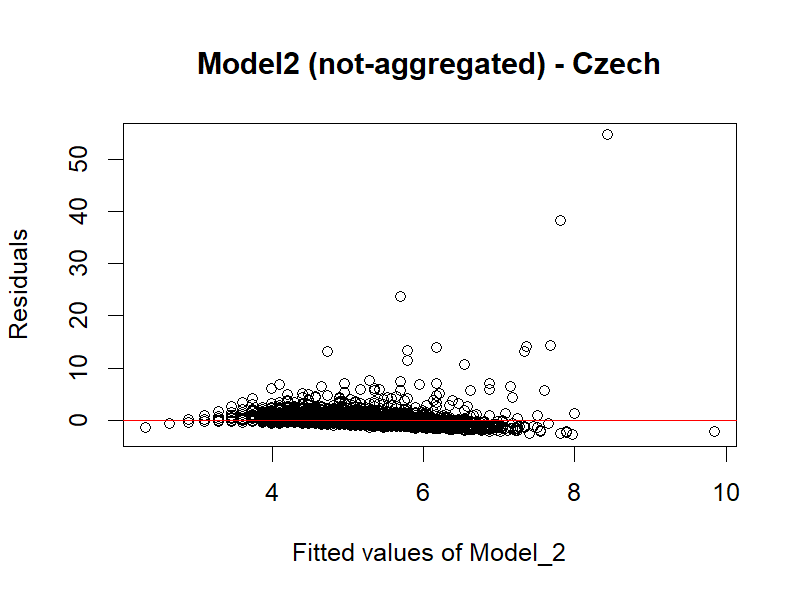 Model2 (not-aggregated) - Czech
50
40
30
20
10
0
Residuals
4 6 8 10
Fitted values of Model_2